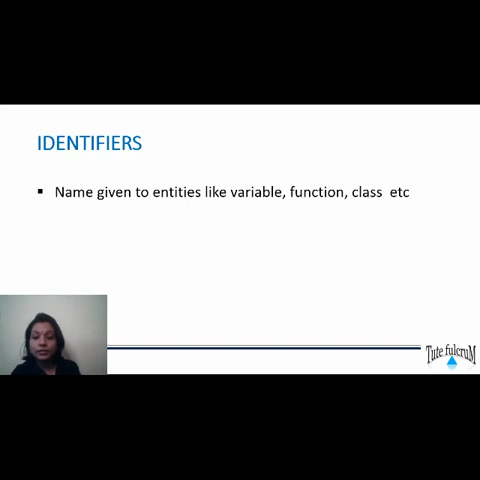 IDENTIFIERS
▪ Name given to entities like variable, function, class etc
Tute fulcruM